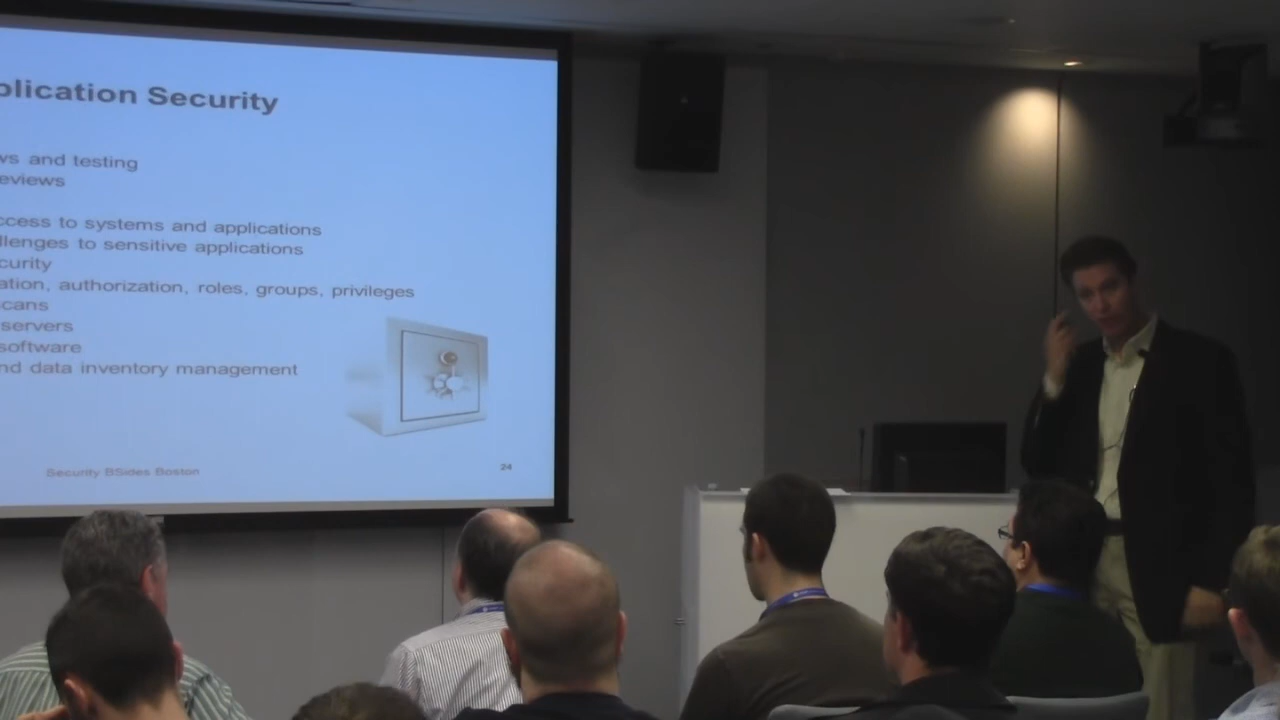 plication Security
ws and testing
eviews
ccess to systems and applications
llenges to sensitive applications
curity
ation, authorization, roles, groups, privileges
cans
servers
software
nd data inventory management
Security BSides Boston
24